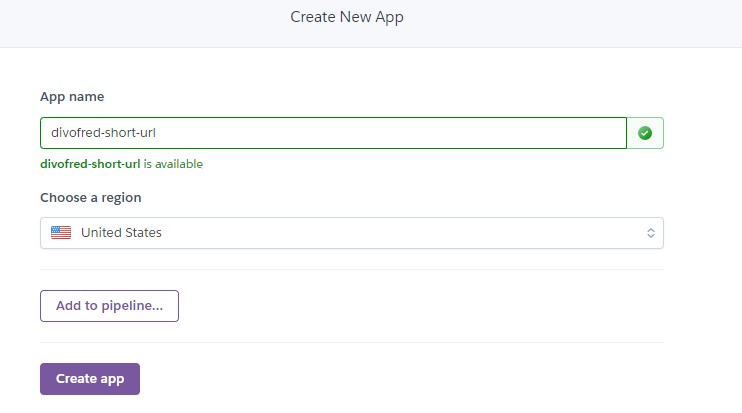 Create New App
App name
divofred-short-url
divofred-short-url is available
Choose a region
United States
Add to pipeline...
Create app